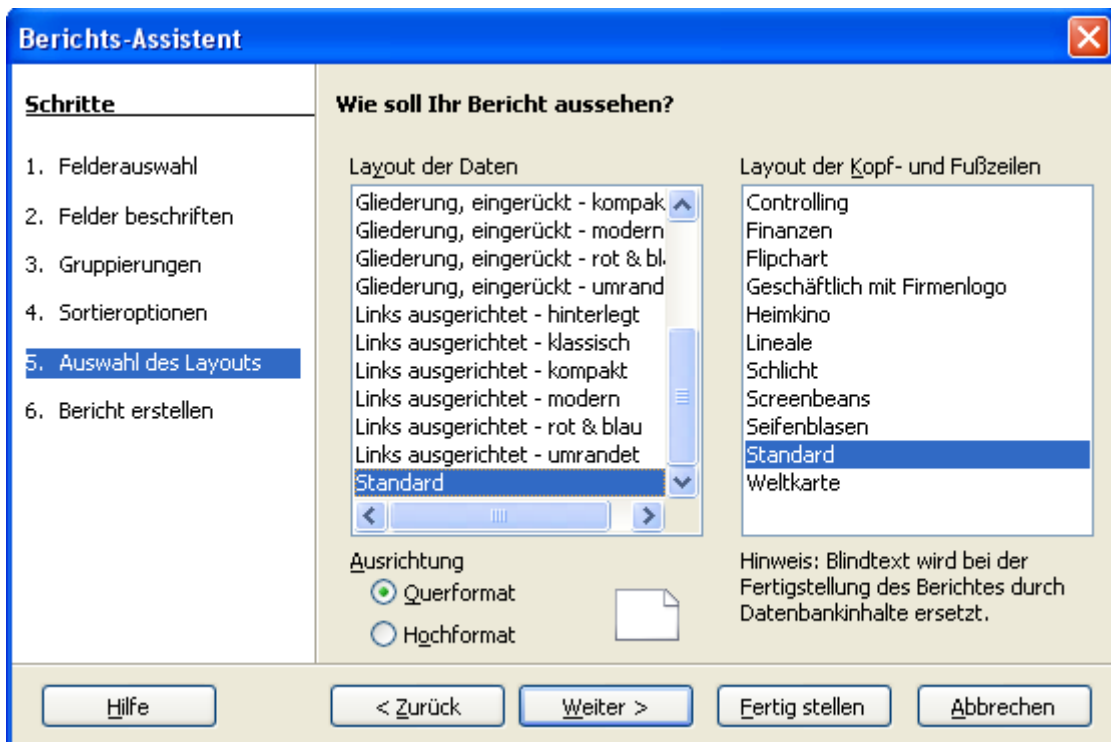 Berichts-Assistent
Schritte
1. Felderauswahl
2. Felder beschriften
3. Gruppierungen
4. Sortieroptionen
5. Auswahl des Layouts
6. Bericht erstellen
Wie soll Ihr Bericht aussehen?
Layout der Daten
Gliederung, eingerückt - kompak
Gliederung, eingerückt - modern
Gliederung, eingerückt - rot & bl
Gliederung, eingerückt - umrand
Links ausgerichtet - hinterlegt
Links ausgerichtet - klassisch
Links ausgerichtet - kompakt
Links ausgerichtet - modern
Links ausgerichtet - rot & blau
Links ausgerichtet - umrandet
Standard
Layout der Kopf- und Fußzeilen
Controlling
Finanzen
Flipchart
Geschäftlich mit Firmenlogo
Heimkino
Lineale
Schlicht
Screenbeans
Seifenblasen
Standard
Weltkarte
Ausrichtung
Querformat
Hochformat
Hinweis: Blindtext wird bei der
Fertigstellung des Berichtes durch
Datenbankinhalte ersetzt.
Hilfe
< Zurück
Weiter >
Fertig stellen
Abbrechen